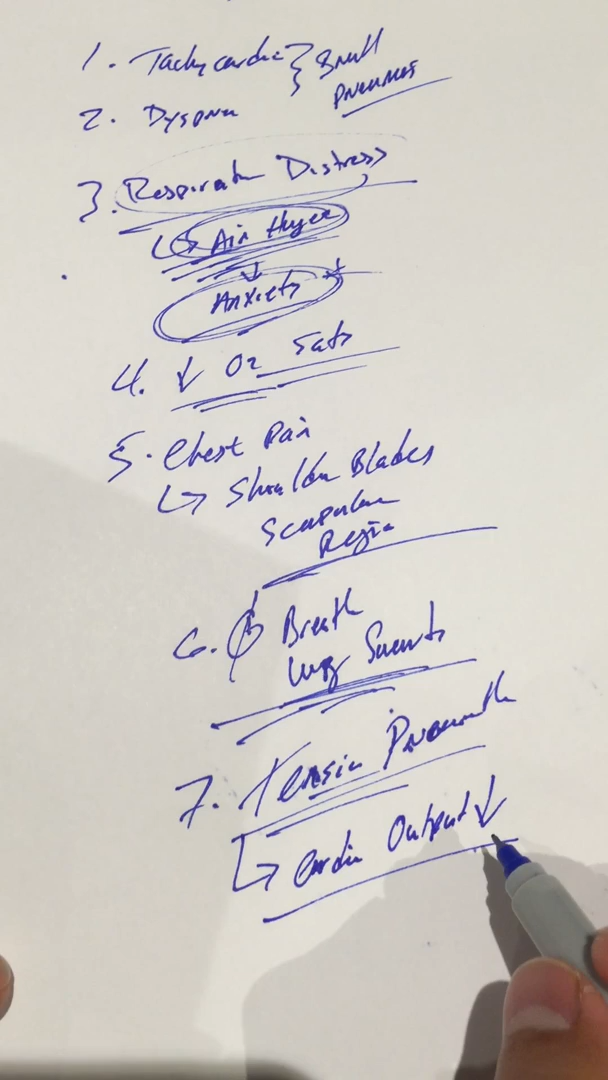 1. Tachycardia } Small
Pneumos
2. Dyspnea
3. Respirator Distress
↳ Air Hunger
↓
Anxiety
4. ↓ O2 Sats
5. Chest Pain
↳ Shoulder Blades
Scapular
Region
6. Breath
Lung Sounds
7. Tension Pneumoth
↳ Cardiac Output ↓